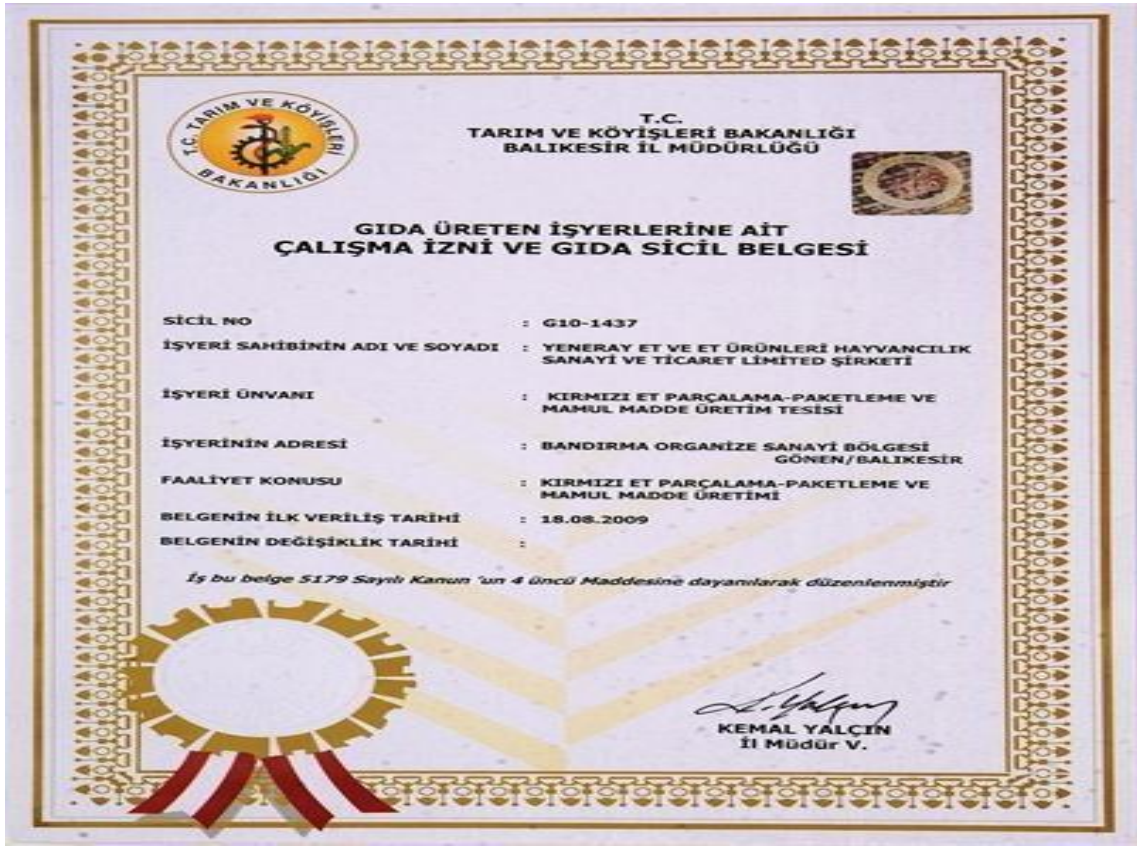 T.C. TARIM VE KÖYİŞLERİ
BAKANLIĞI
T.C.
TARIM VE KÖYİŞLERİ BAKANLIĞI
BALIKESİR İL MÜDÜRLÜĞÜ
GIDA ÜRETEN İŞYERLERİNE AİT
ÇALIŞMA İZNİ VE GIDA SİCİL BELGESİ
SİCİL NO : G10-1437
İŞYERİ SAHİBİNİN ADI VE SOYADI : YENERAY ET VE ET ÜRÜNLERİ HAYVANCILIK
SANAYİ VE TİCARET LİMİTED ŞİRKETİ
İŞYERİ ÜNVANI : KIRMIZI ET PARÇALAMA-PAKETLEME VE
MAMUL MADDE ÜRETİM TESİSİ
İŞYERİNİN ADRESİ : BANDIRMA ORGANİZE SANAYİ BÖLGESİ
GÖNEN/BALIKESİR
FAALİYET KONUSU : KIRMIZI ET PARÇALAMA-PAKETLEME VE
MAMUL MADDE ÜRETİMİ
BELGENİN İLK VERİLİŞ TARİHİ : 18.08.2009
BELGENİN DEĞİŞİKLİK TARİHİ :
İş bu belge 5179 Sayılı Kanun 'un 4 üncü Maddesine dayanılarak düzenlenmiştir
K. Yalçın
KEMAL YALÇIN
İl Müdür V.